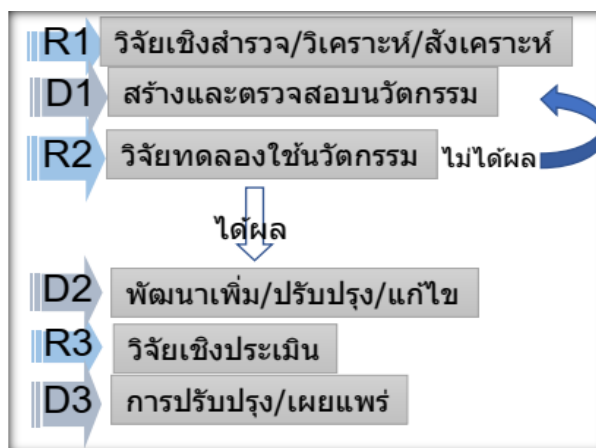 R1 วิจัยเชิงสำรวจ/วิเคราะห์/สังเคราะห์
D1 สร้างและตรวจสอบนวัตกรรม
R2 วิจัยทดลองใช้นวัตกรรม ไม่ได้ผล
ได้ผล
D2 พัฒนาเพิ่ม/ปรับปรุง/แก้ไข
R3 วิจัยเชิงประเมิน
D3 การปรับปรุง/เผยแพร่